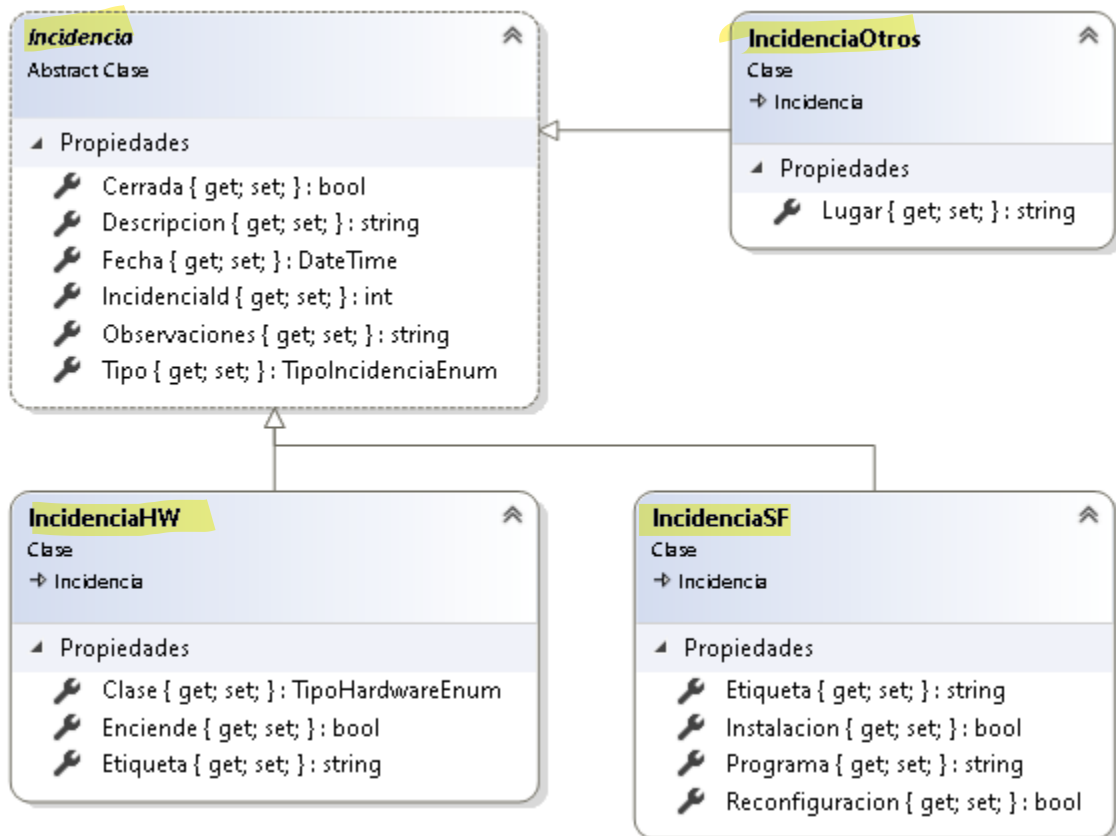 Incidencia
Abstract Clase
Propiedades
Cerrada { get; set; } : bool
Descripcion { get; set; } : string
Fecha { get; set; } : DateTime
IncidenciaId { get; set; } : int
Observaciones { get; set; } : string
Tipo { get; set; } : TipoIncidenciaEnum
IncidenciaOtros
Clase
Incidencia
Propiedades
Lugar { get; set; } : string
IncidenciaHW
Clase
Incidencia
Propiedades
Clase { get; set; } : TipoHardwareEnum
Enciende { get; set; } : bool
Etiqueta { get; set; } : string
IncidenciaSF
Clase
Incidencia
Propiedades
Etiqueta { get; set; } : string
Instalacion { get; set; } : bool
Programa { get; set; } : string
Reconfiguracion { get; set; } : bool